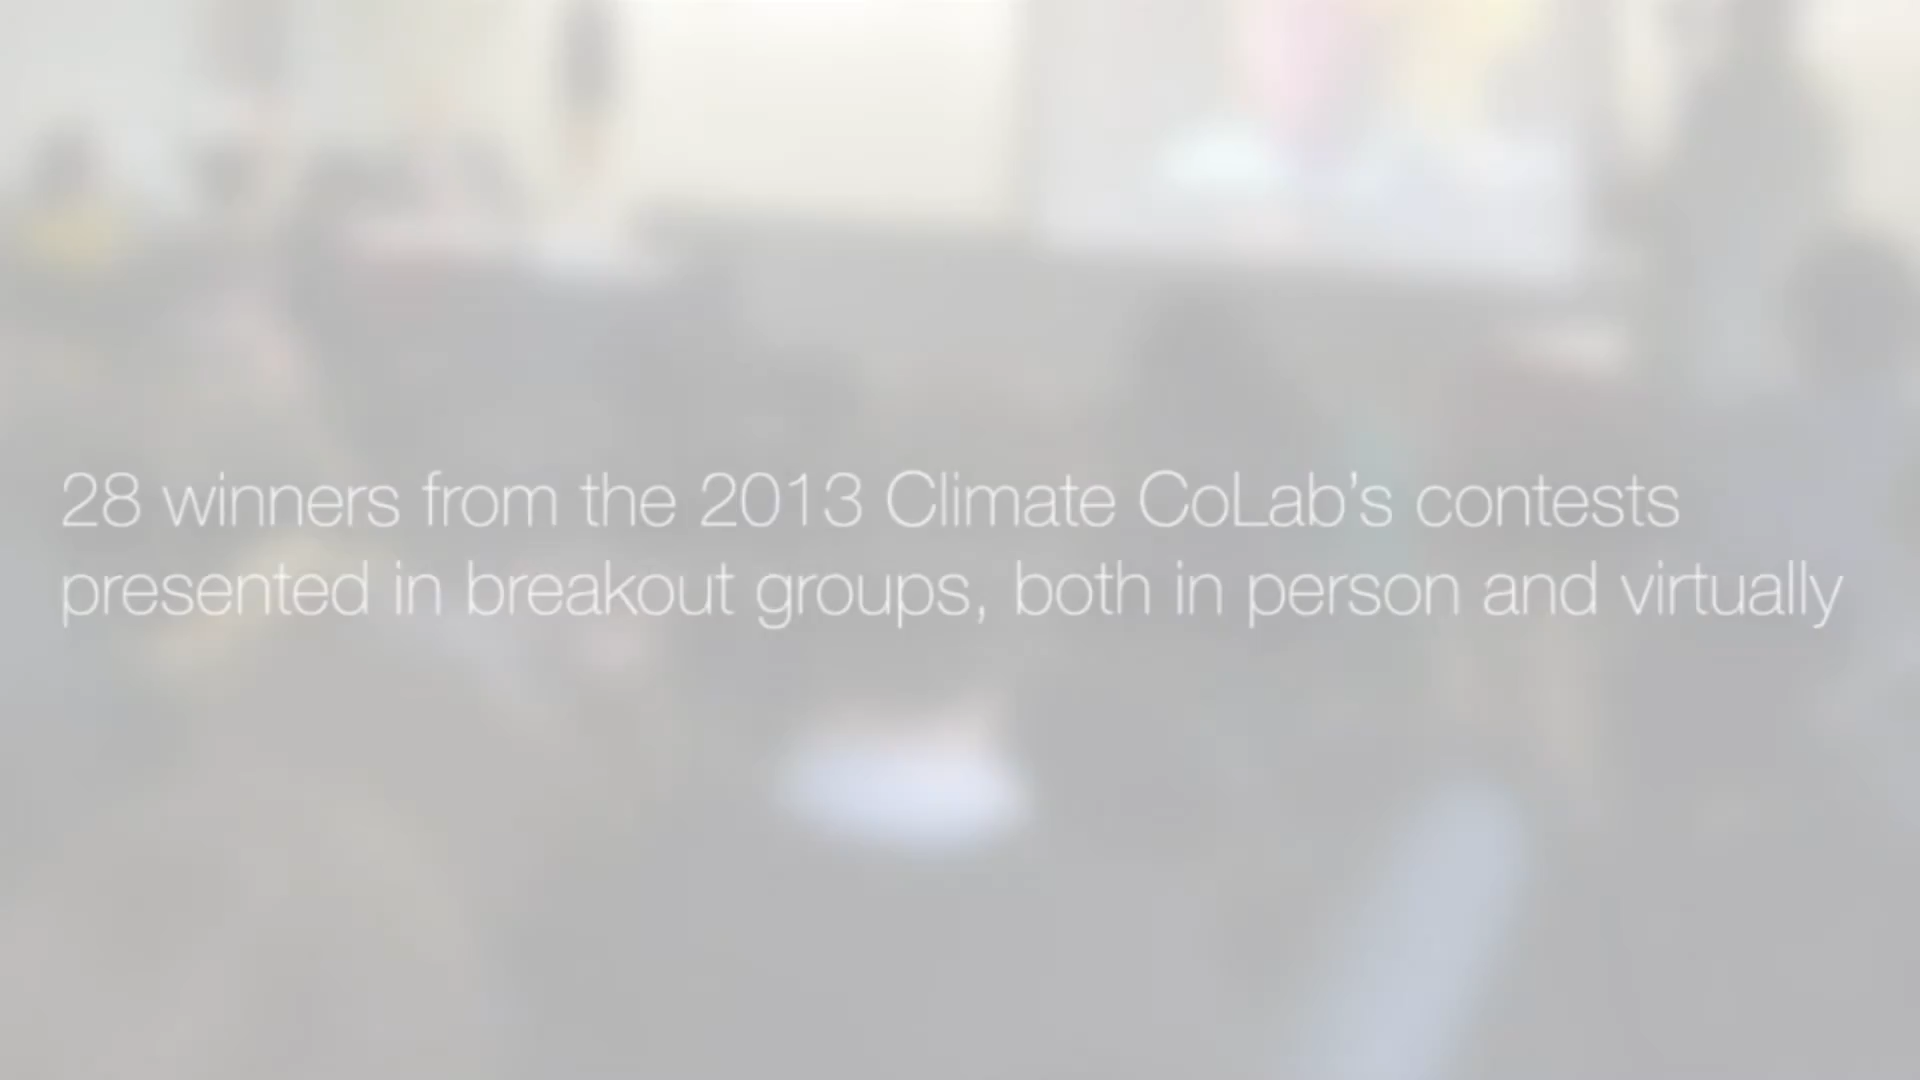 28 winners from the 2013 Climate CoLab’s contests
presented in breakout groups, both in person and virtually